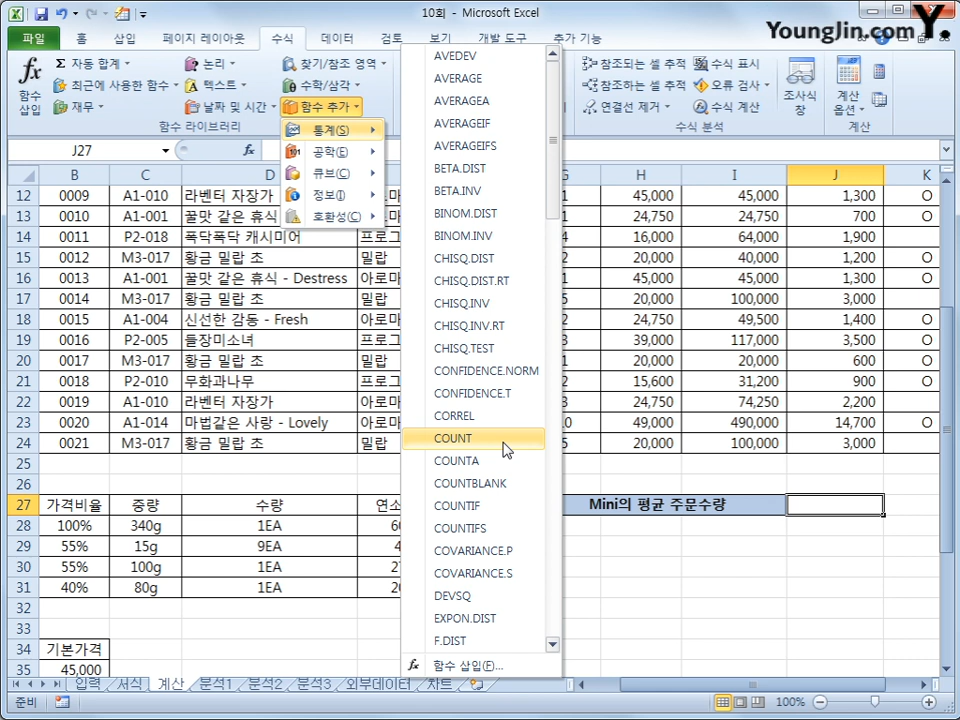 10회 - Microsoft Excel
Younglin.com Y.
파일 홈 삽입 페이지 레이아웃 수식 데이터 검토 보기 개발 도구 추가 기능
fx 함수 삽입
Σ 자동 합계
최근에 사용한 함수
재무
논리
텍스트
날짜 및 시간
찾기/참조 영역
수학/삼각
함수 추가
함수 라이브러리
참조되는 셀 추적
참조하는 셀 추적
연결선 제거
수식 표시
오류 검사
수식 계산
조사식 창
수식 분석
계산 옵션
계산
통계(S)
공학(E)
큐브(C)
정보(I)
호환성(C)
AVEDEV
AVERAGE
AVERAGEA
AVERAGEIF
AVERAGEIFS
BETA.DIST
BETA.INV
BINOM.DIST
BINOM.INV
CHISQ.DIST
CHISQ.DIST.RT
CHISQ.INV
CHISQ.INV.RT
CHISQ.TEST
CONFIDENCE.NORM
CONFIDENCE.T
CORREL
COUNT
COUNTA
COUNTBLANK
COUNTIF
COUNTIFS
COVARIANCE.P
COVARIANCE.S
DEVSQ
EXPON.DIST
F.DIST
fx 함수 삽입(F)...
J27 fx
B C D G H I J K
12 0009 A1-010 라벤터 자장가 아로마 1 45,000 45,000 1,300 O
13 0010 A1-001 꿀맛 같은 휴식 1 24,750 24,750 700 O
14 0011 P2-018 폭닥폭닥 캐시미어 프로그 4 16,000 64,000 1,900
15 0012 M3-017 황금 밀랍 초 밀랍 2 20,000 40,000 1,200 O
16 0013 A1-001 꿀맛 같은 휴식 - Destress 아로마 1 45,000 45,000 1,300 O
17 0014 M3-017 황금 밀랍 초 밀랍 5 20,000 100,000 3,000
18 0015 A1-004 신선한 감동 - Fresh 아로마 2 24,750 49,500 1,400 O
19 0016 P2-005 들장미소녀 프로그 3 39,000 117,000 3,500 O
20 0017 M3-017 황금 밀랍 초 밀랍 1 20,000 20,000 600 O
21 0018 P2-010 무화과나무 프로그 2 15,600 31,200 900 O
22 0019 A1-010 라벤터 자장가 아로마 3 24,750 74,250 2,200
23 0020 A1-014 마법같은 사랑 - Lovely 아로마 10 49,000 490,000 14,700 O
24 0021 M3-017 황금 밀랍 초 밀랍 5 20,000 100,000 3,000
25
26
27 가격비율 중량 수량 연소 Mini의 평균 주문수량
28 100% 340g 1EA 60
29 55% 15g 9EA 4
30 55% 100g 1EA 27
31 40% 80g 1EA 20
32
33
34 기본가격
35 45,000
입력 서식 계산 분석1 분석2 분석3 외부데이터 차트
준비 100%